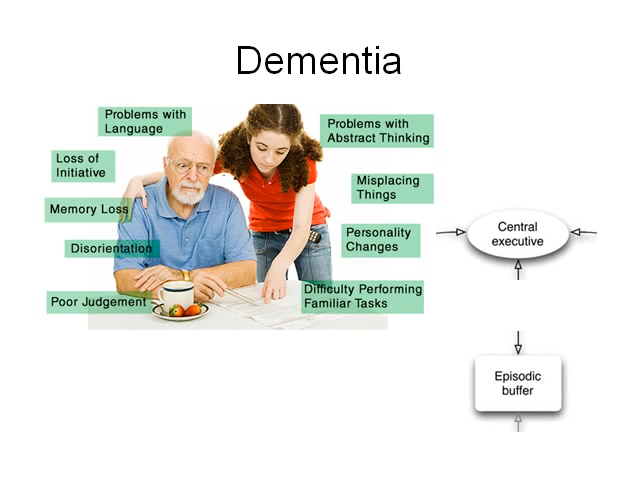 Dementia
Problems with
Language
Problems with
Abstract Thinking
Loss of
Initiative
Misplacing
Things
Memory Loss
Personality
Changes
Disorientation
Poor Judgement
Difficulty Performing
Familiar Tasks
Central
executive
Episodic
buffer